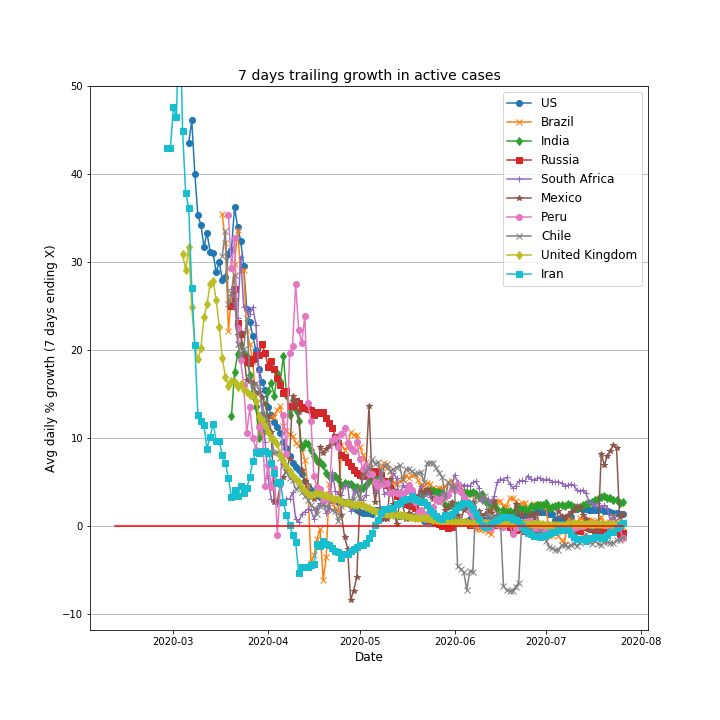 7 days trailing growth in active cases
Avg daily % growth (7 days ending X)
50
40
30
20
10
0
−10
US
Brazil
India
Russia
South Africa
Mexico
Peru
Chile
United Kingdom
Iran
2020-03
2020-04
2020-05
2020-06
2020-07
2020-08
Date